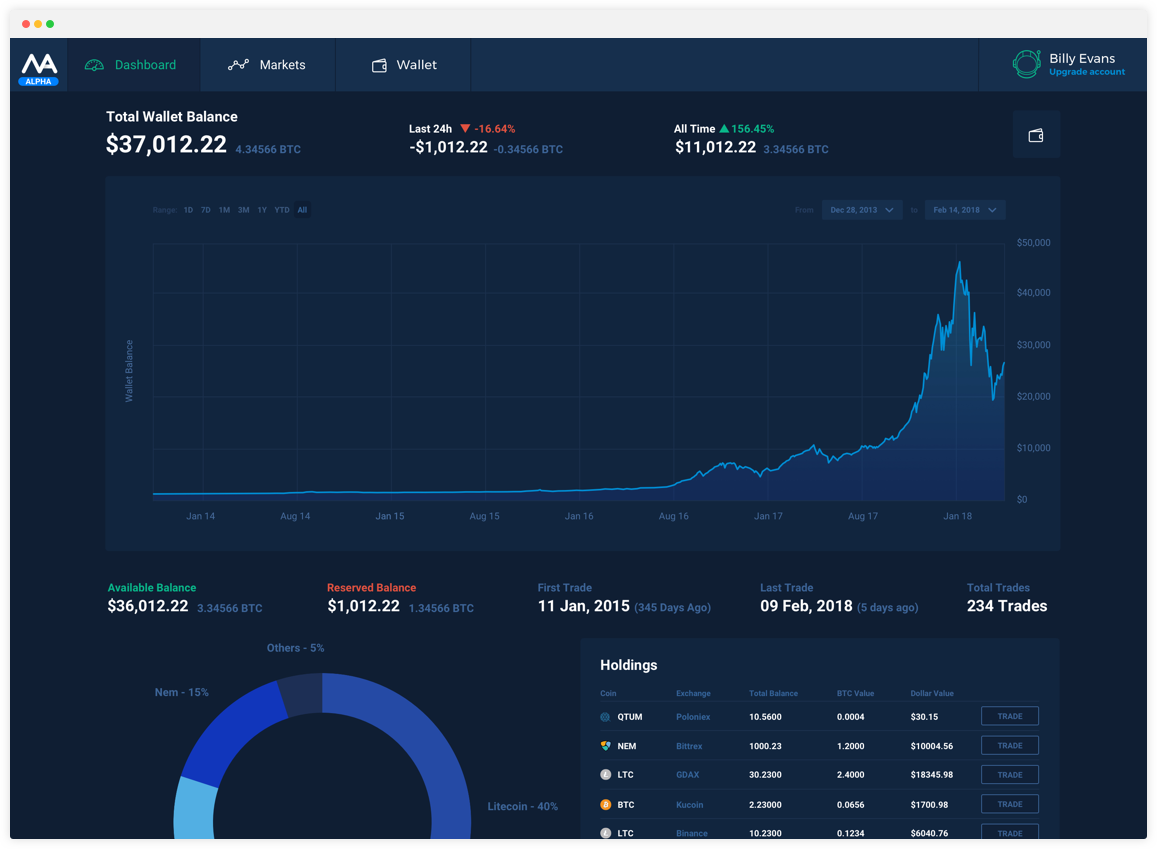 ALPHA
Dashboard
Markets
Wallet
Billy Evans
Upgrade account
Total Wallet Balance
$37,012.22 4.34566 BTC
Last 24h -16.64%
-$1,012.22 -0.34566 BTC
All Time 156.45%
$11,012.22 3.34566 BTC
Range: 1D 7D 1M 3M 1Y YTD All
From Dec 28, 2013 to Feb 14, 2018
Wallet Balance
$50,000
$40,000
$30,000
$20,000
$10,000
$0
Jan 14 Aug 14 Jan 15 Aug 15 Jan 16 Aug 16 Jan 17 Aug 17 Jan 18
Available Balance
$36,012.22 3.34566 BTC
Reserved Balance
$1,012.22 1.34566 BTC
First Trade
11 Jan, 2015 (345 Days Ago)
Last Trade
09 Feb, 2018 (5 days ago)
Total Trades
234 Trades
Others - 5%
Nem - 15%
Litecoin - 40%
Holdings
Coin Exchange Total Balance BTC Value Dollar Value
QTUM Poloniex 10.5600 0.0004 $30.15 TRADE
NEM Bittrex 1000.23 1.2000 $10004.56 TRADE
LTC GDAX 30.2300 2.4000 $18345.98 TRADE
BTC Kucoin 2.23000 0.0656 $1700.98 TRADE
LTC Binance 10.2300 0.1234 $6040.76 TRADE